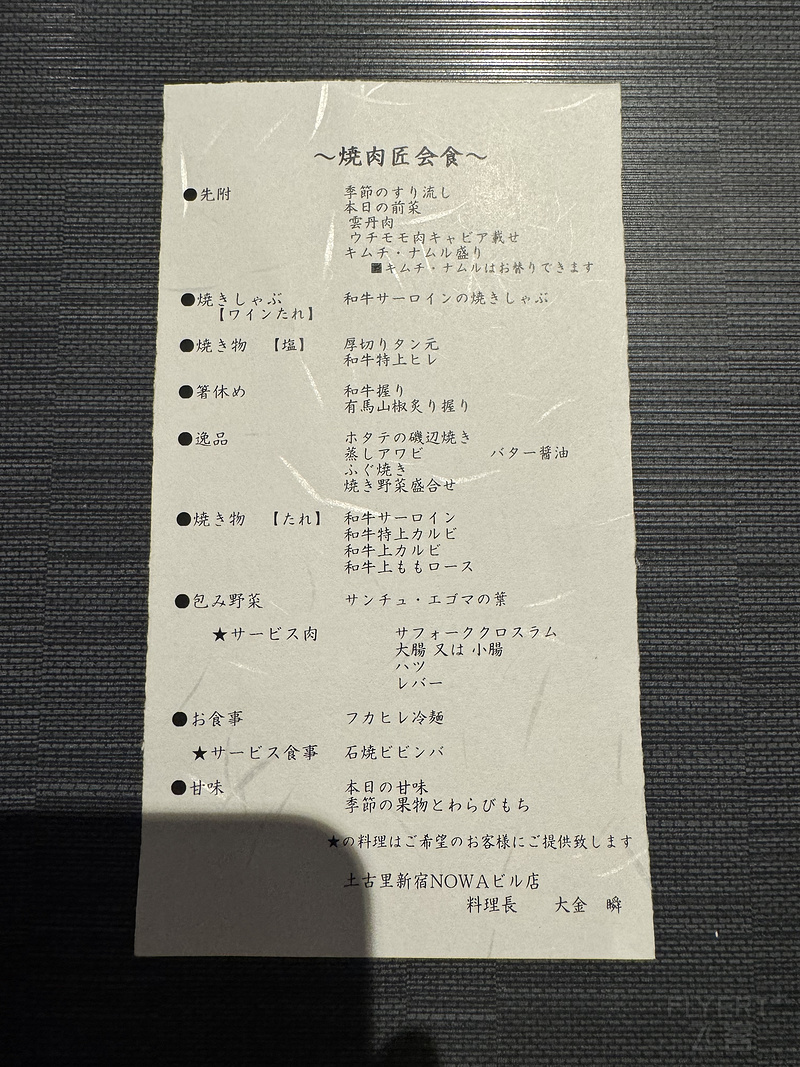 ～焼肉匠会食～
●先附 季節のすり流し
本日の前菜
雲丹肉
ウチモモ肉キャビア載せ
キムチ・ナムル盛り
■キムチ・ナムルはお替りできます
●焼きしゃぶ 和牛サーロインの焼きしゃぶ
【ワインたれ】
●焼き物 【塩】 厚切りタン元
和牛特上ヒレ
●箸休め 和牛握り
有馬山椒炙り握り
●逸品 ホタテの磯辺焼き
蒸しアワビ バター醤油
ふぐ焼き
焼き野菜盛合せ
●焼き物 【たれ】 和牛サーロイン
和牛特上カルビ
和牛上カルビ
和牛上ももロース
●包み野菜 サンチュ・エゴマの葉
★サービス肉 サフォーククロスラム
大腸 又は 小腸
ハツ
レバー
●お食事 フカヒレ冷麺
★サービス食事 石焼ビビンバ
●甘味 本日の甘味
季節の果物とわらびもち
★の料理はご希望のお客様にご提供致します
土古里新宿NOWAビル店
料理長 大金 瞬
FLYERT